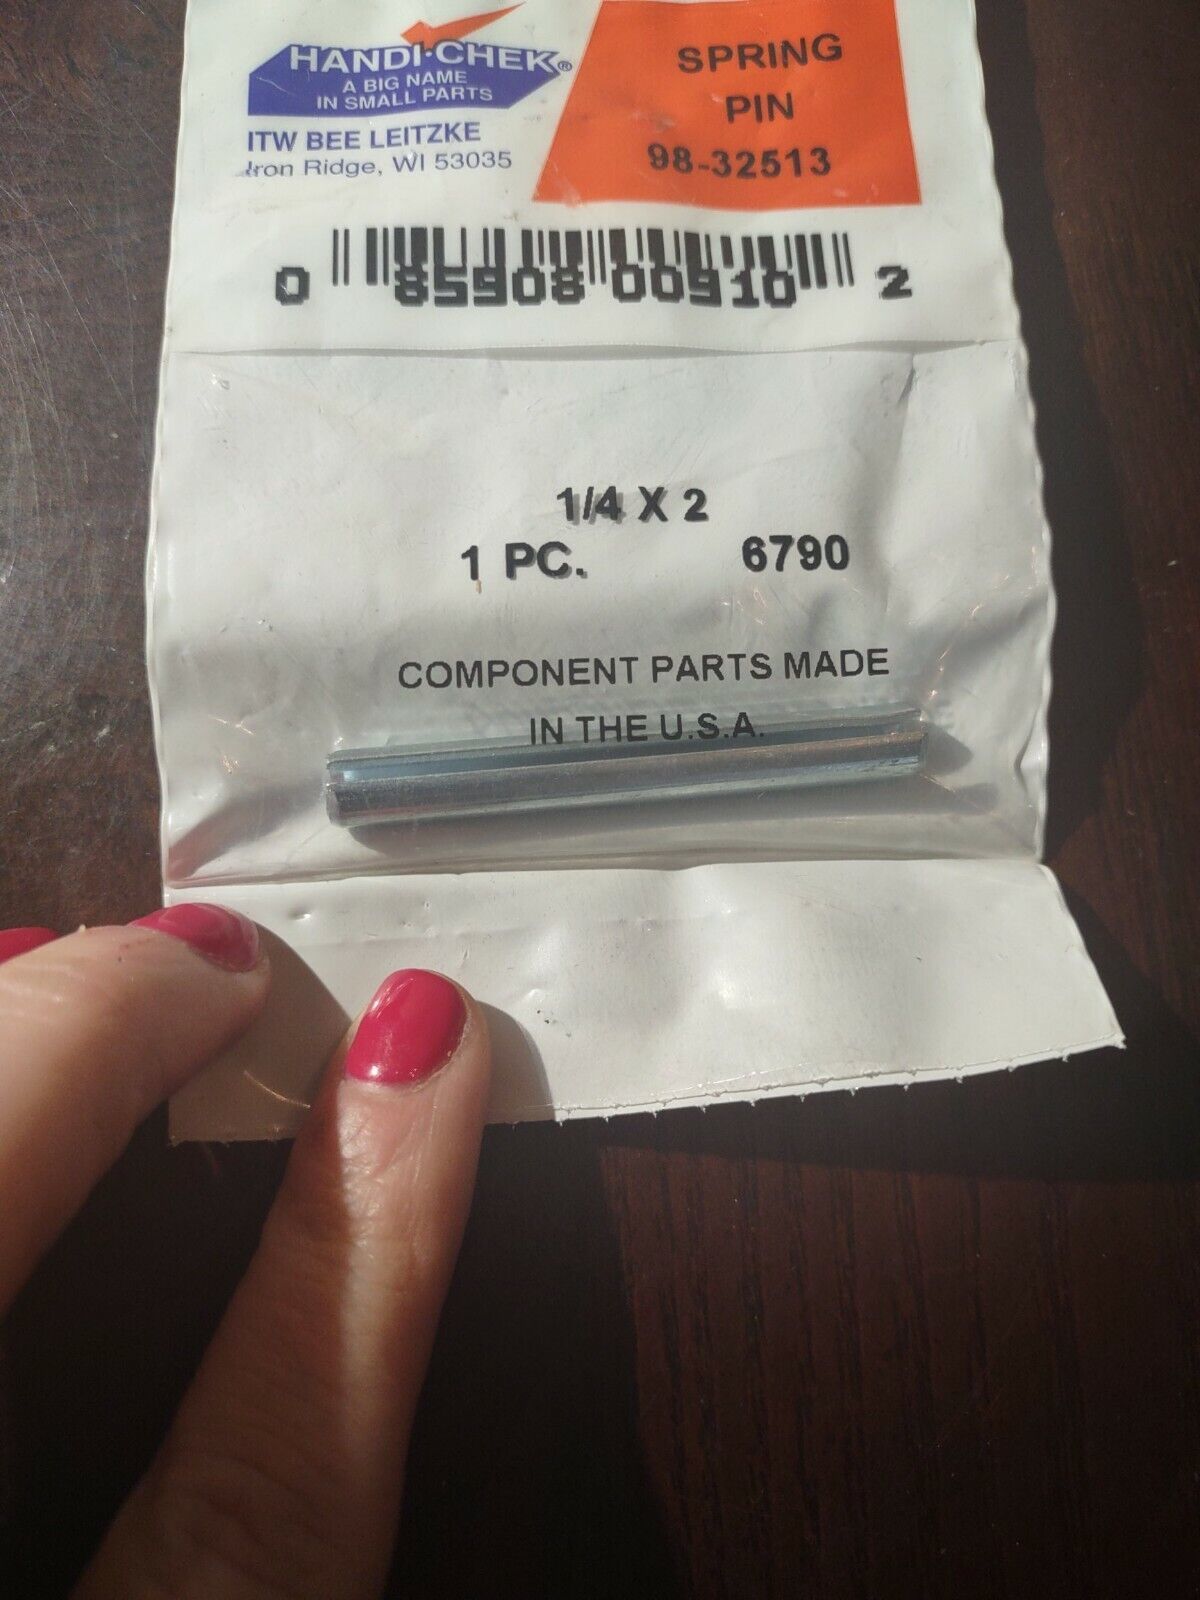 HANDI-CHEK®
A BIG NAME
IN SMALL PARTS
ITW BEE LEITZKE
Iron Ridge, WI 53035
SPRING
PIN
98-32513
0 85908 00910 2
1/4 X 2
1 PC. 6790
COMPONENT PARTS MADE
IN THE U.S.A.